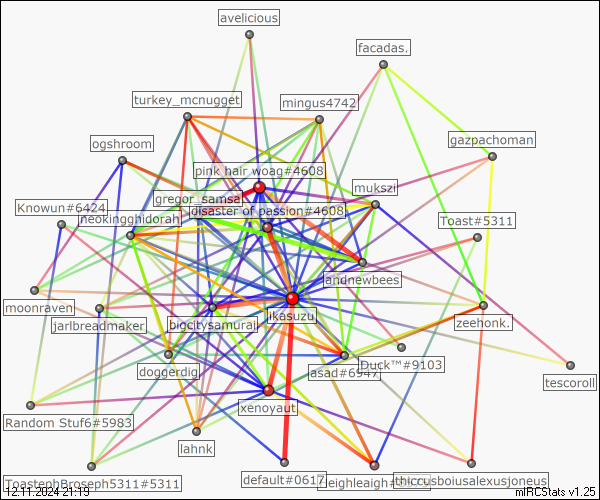 avelicious
facadas.
turkey_mcnugget
mingus4742
ogshroom
gazpachoman
pink hair woag#4608
mukszi
gregor_samsa
Knowun#6424
disaster of passion#4608
neokingghidorah
Toast#5311
andnewbees
moonraven
ikasuzu
jarlbreadmaker
bigcitysamurai
zeehonk.
doggerdig
asad#6947
Duck™#9103
tescoroll
xenoyaut
Random Stuf6#5983
lahnk
ToastephBroseph5311#5311
default#0617
leighleigh#
thiccusboiusalexusjoneus
12.11.2024 21:19
mIRCStats v1.25